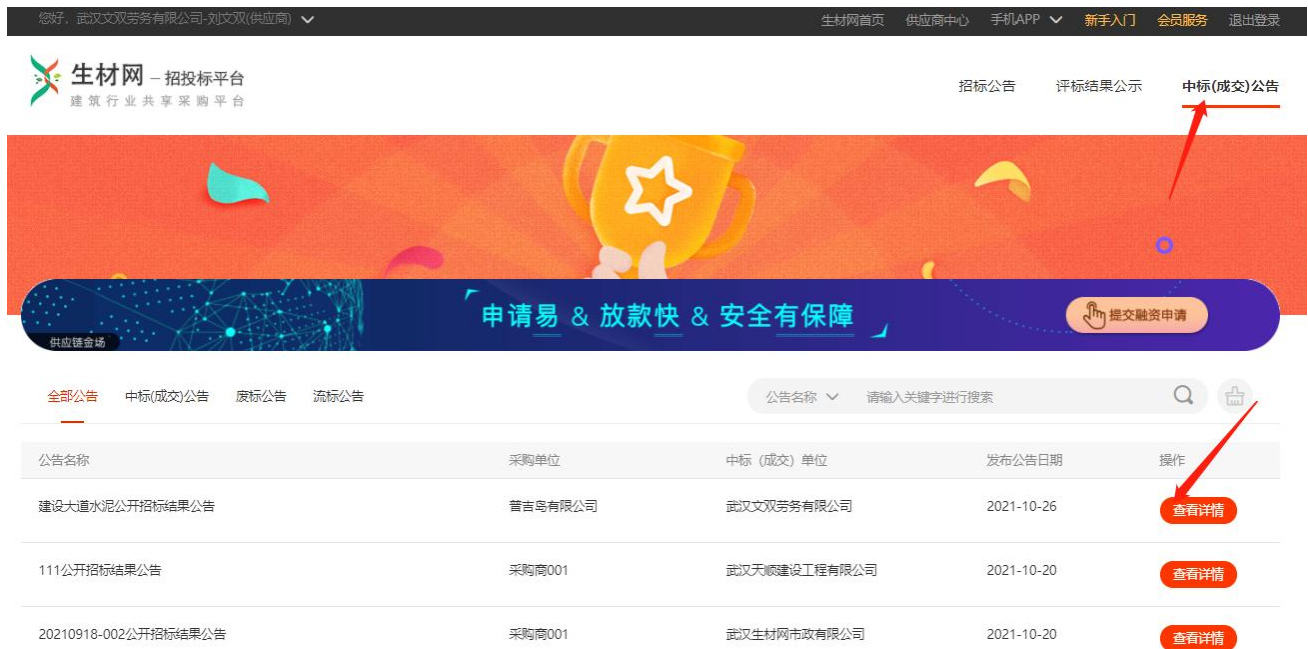 您好，武汉文双劳务有限公司-刘文双(供应商) 生材网首页 供应商中心 手机APP 新手入门 会员服务 退出登录
生材网 – 招投标平台
建筑行业共享采购平台
招标公告 评标结果公示 中标(成交)公告
申请易 & 放款快 & 安全有保障
提交融资申请
供应链金场
全部公告 中标(成交)公告 废标公告 流标公告 公告名称 请输入关键字进行搜索
公告名称 采购单位 中标（成交）单位 发布公告日期 操作
建设大道水泥公开招标结果公告 普吉岛有限公司 武汉文双劳务有限公司 2021-10-26 查看详情
111公开招标结果公告 采购商001 武汉天顺建设工程有限公司 2021-10-20 查看详情
20210918-002公开招标结果公告 采购商001 武汉生材网市政有限公司 2021-10-20 查看详情